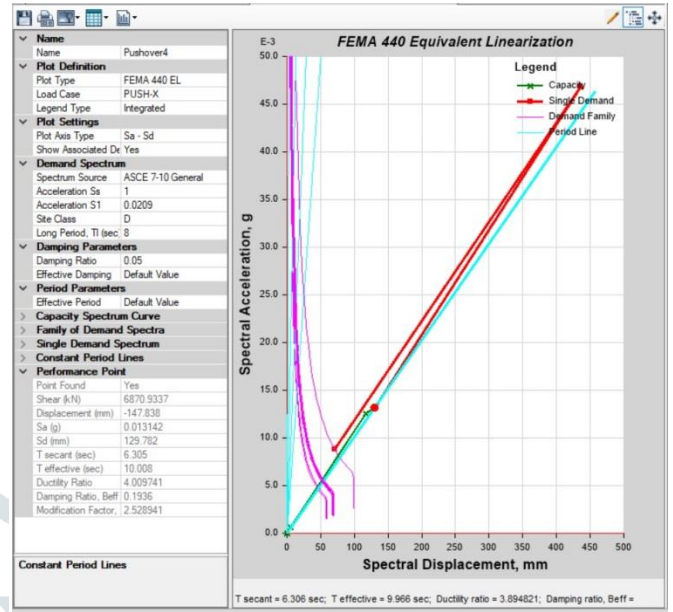 Name
Name Pushover4
Plot Definition
Plot Type FEMA 440 EL
Load Case PUSH-X
Legend Type Integrated
Plot Settings
Plot Axis Type Sa - Sd
Show Associated De Yes
Demand Spectrum
Spectrum Source ASCE 7-10 General
Acceleration Ss 1
Acceleration S1 0.0209
Site Class D
Long Period, Tl (sec) 8
Damping Parameters
Damping Ratio 0.05
Effective Damping Default Value
Period Parameters
Effective Period Default Value
Capacity Spectrum Curve
Family of Demand Spectra
Single Demand Spectrum
Constant Period Lines
Performance Point
Point Found Yes
Shear (kN) 6870.9337
Displacement (mm) -147.838
Sa (g) 0.013142
Sd (mm) 129.782
T secant (sec) 6.305
T effective (sec) 10.008
Ductility Ratio 4.009741
Damping Ratio, Beff 0.1936
Modification Factor, 2.528941
Constant Period Lines
FEMA 440 Equivalent Linearization
E-3
50.0
45.0
40.0
35.0
30.0
25.0
20.0
15.0
10.0
5.0
0.0
Spectral Acceleration, g
Legend
Capacity
Single Demand
Demand Family
Period Line
0 50 100 150 200 250 300 350 400 450 500
Spectral Displacement, mm
T secant = 6.306 sec; T effective = 9.966 sec; Ductility ratio = 3.894821; Damping ratio, Beff =